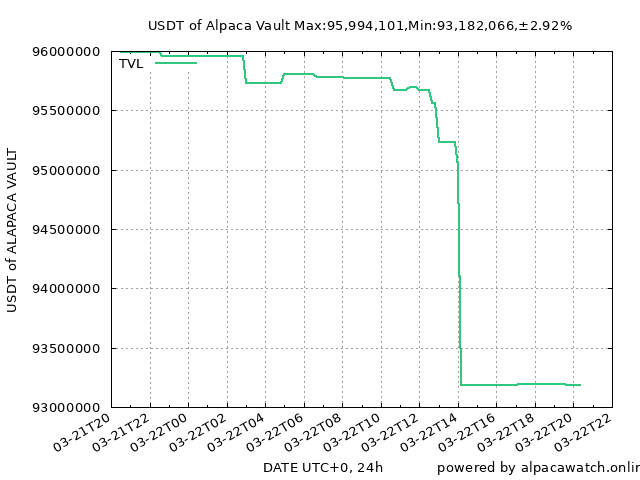 USDT of Alpaca Vault Max:95,994,101,Min:93,182,066,±2.92%
TVL
96000000
95500000
95000000
94500000
94000000
93500000
93000000
USDT of ALAPACA VAULT
03-21T20
03-21T22
03-22T00
03-22T02
03-22T04
03-22T06
03-22T08
03-22T10
03-22T12
03-22T14
03-22T16
03-22T18
03-22T20
03-22T22
DATE UTC+0, 24h
powered by alpacawatch.onlin